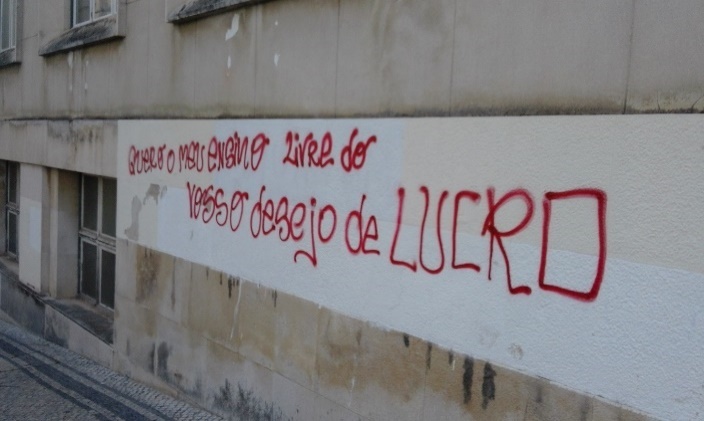 QUERO O MEU ENSINO LIVRE do
VOSSO desejo de LUCRO